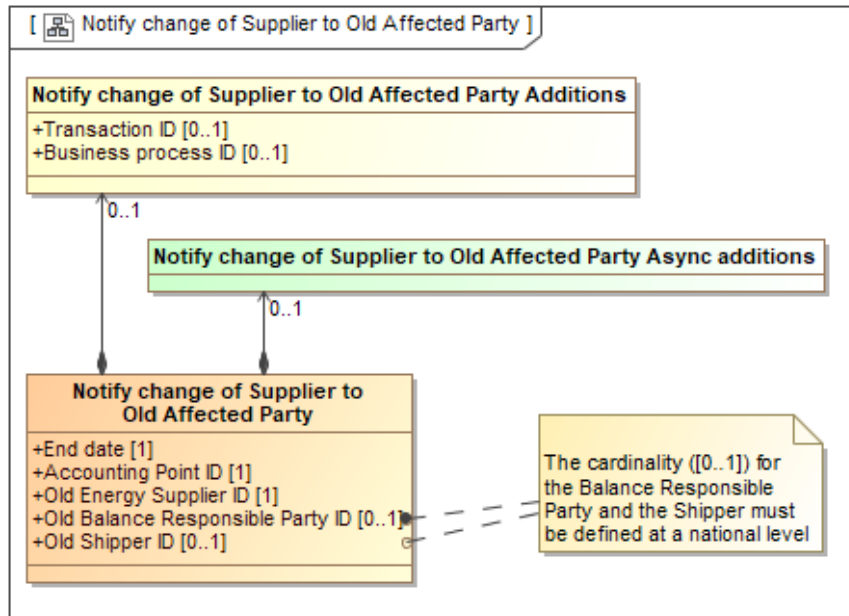 [ Notify change of Supplier to Old Affected Party ]
Notify change of Supplier to Old Affected Party Additions
+Transaction ID [0..1]
+Business process ID [0..1]
0..1
Notify change of Supplier to Old Affected Party Async additions
0..1
Notify change of Supplier to
Old Affected Party
+End date [1]
+Accounting Point ID [1]
+Old Energy Supplier ID [1]
+Old Balance Responsible Party ID [0..1]
+Old Shipper ID [0..1]
The cardinality ([0..1]) for
the Balance Responsible
Party and the Shipper must
be defined at a national level